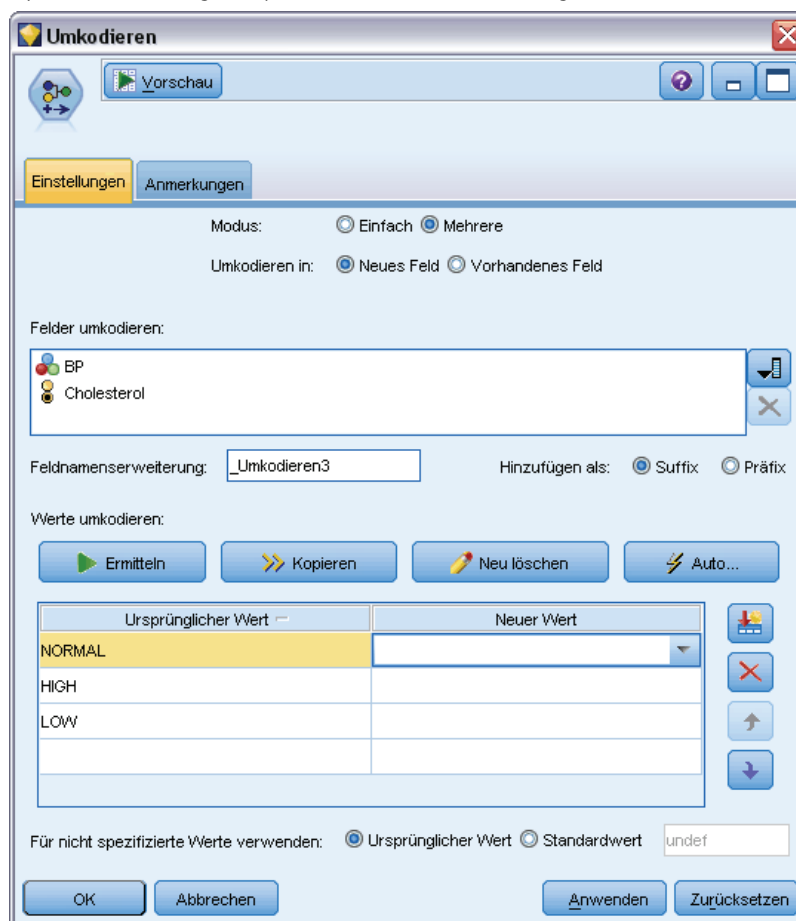 Umkodieren
Vorschau
Einstellungen Anmerkungen
Modus: Einfach Mehrere
Umkodieren in: Neues Feld Vorhandenes Feld
Felder umkodieren:
BP
Cholesterol
Feldnamenserweiterung: _Umkodieren3 Hinzufügen als: Suffix Präfix
Werte umkodieren:
Ermitteln Kopieren Neu löschen Auto...
Ursprünglicher Wert Neuer Wert
NORMAL
HIGH
LOW
Für nicht spezifizierte Werte verwenden: Ursprünglicher Wert Standardwert undef
OK Abbrechen Anwenden Zurücksetzen